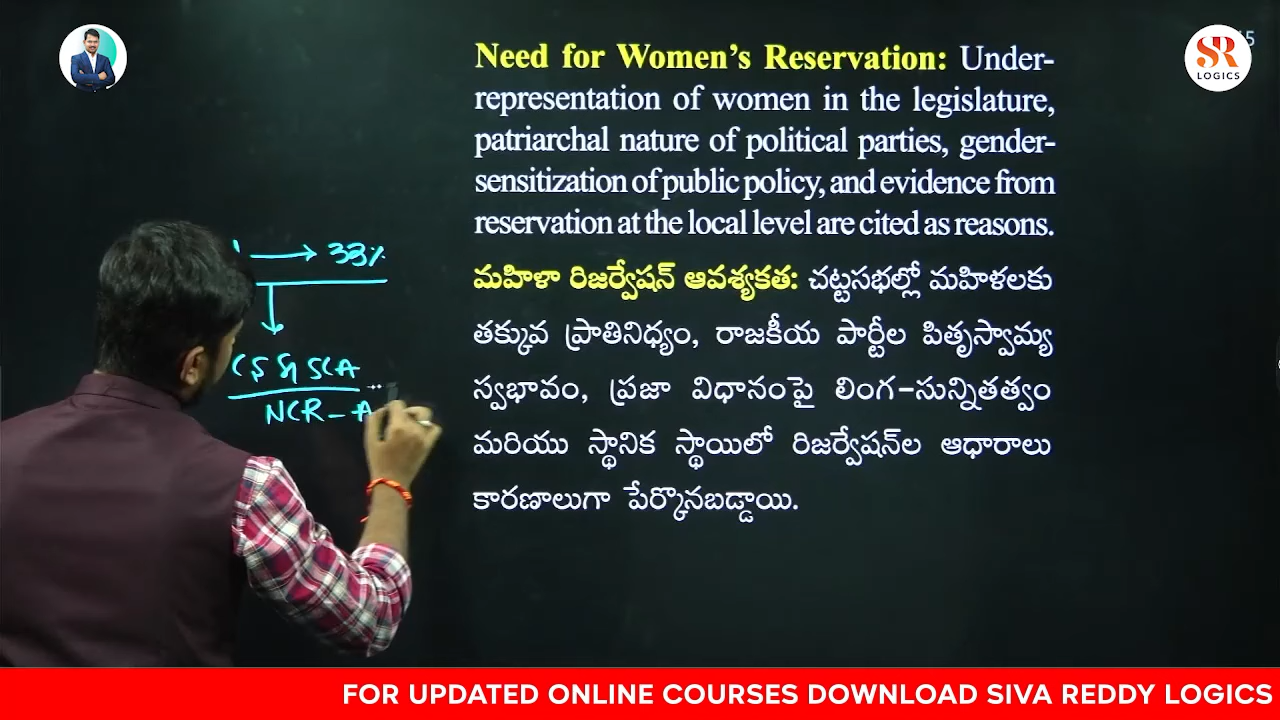 SR
LOGICS
Need for Women’s Reservation: Under-
representation of women in the legislature,
patriarchal nature of political parties, gender-
sensitization of public policy, and evidence from
reservation at the local level are cited as reasons.
మహిళా రిజర్వేషన్ ఆవశ్యకత: చట్టసభల్లో మహిళలకు
తక్కువ ప్రాతినిధ్యం, రాజకీయ పార్టీల పితృస్వామ్య
స్వభావం, ప్రజా విధానంపై లింగ-సున్నితత్వం
మరియు స్థానిక స్థాయిలో రిజర్వేషన్‌ల ఆధారాలు
కారణాలుగా పేర్కొనబడ్డాయి.
→ 33%
NCR - A
FOR UPDATED ONLINE COURSES DOWNLOAD SIVA REDDY LOGICS